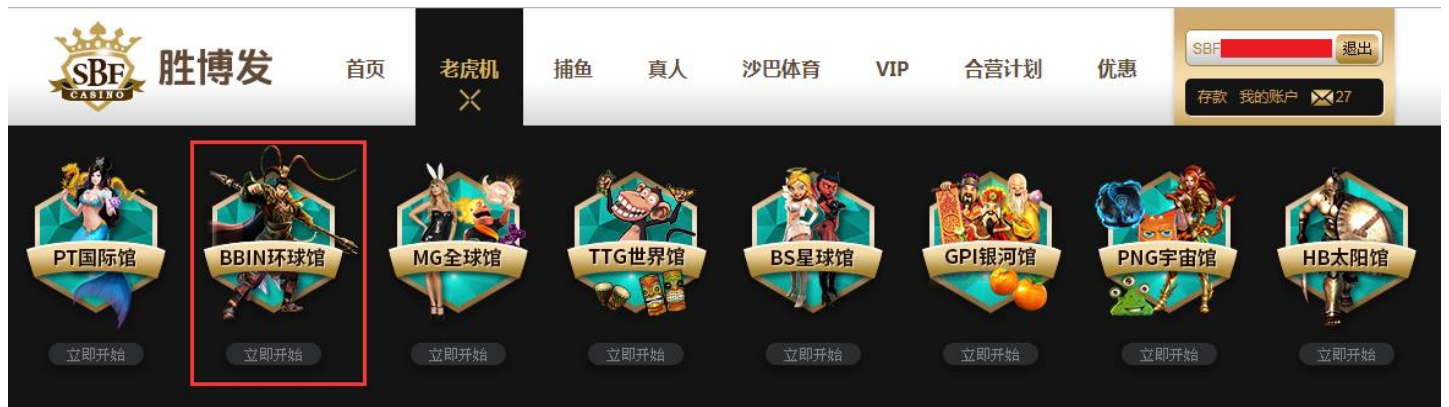 SBF
CASINO
胜博发
首页 老虎机 捕鱼 真人 沙巴体育 VIP 合营计划 优惠
SBF 退出
存款 我的账户 27
PT国际馆 BBIN环球馆 MG全球馆 TTG世界馆 BS星球馆 GPI银河馆 PNG宇宙馆 HB太阳馆
立即开始 立即开始 立即开始 立即开始 立即开始 立即开始 立即开始 立即开始